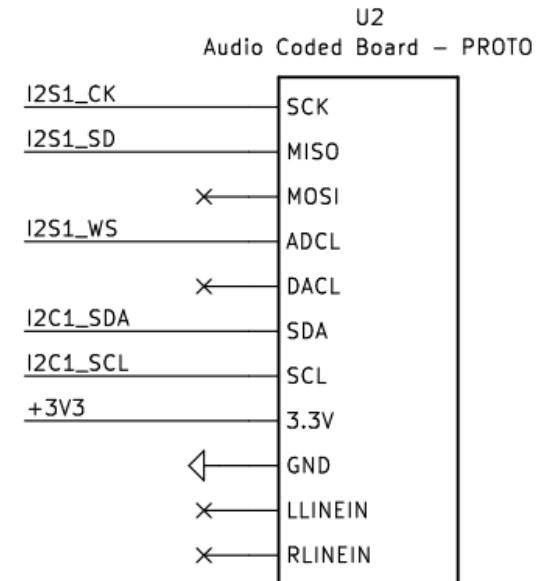 U2
Audio Coded Board - PROTO
I2S1_CK SCK
I2S1_SD MISO
MOSI
I2S1_WS ADCL
DACL
I2C1_SDA SDA
I2C1_SCL SCL
+3V3 3.3V
GND
LLINEIN
RLINEIN